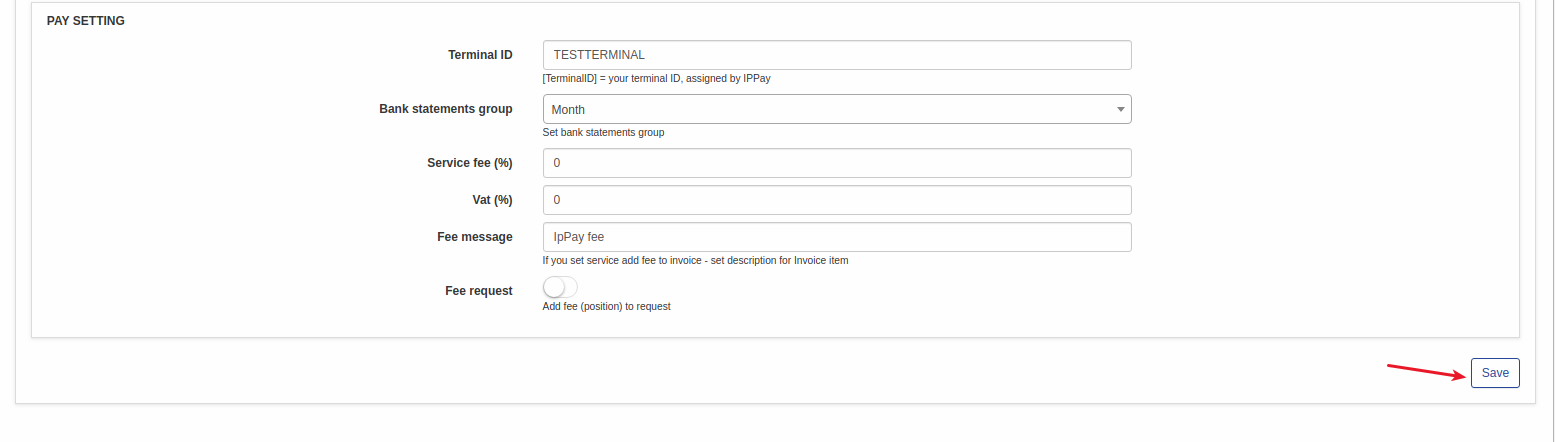 PAY SETTING
Terminal ID
TESTTERMINAL
[TerminalID] = your terminal ID, assigned by IPPay
Bank statements group
Month
Set bank statements group
Service fee (%)
0
Vat (%)
0
Fee message
IpPay fee
If you set service add fee to invoice - set description for Invoice item
Fee request
Add fee (position) to request
Save